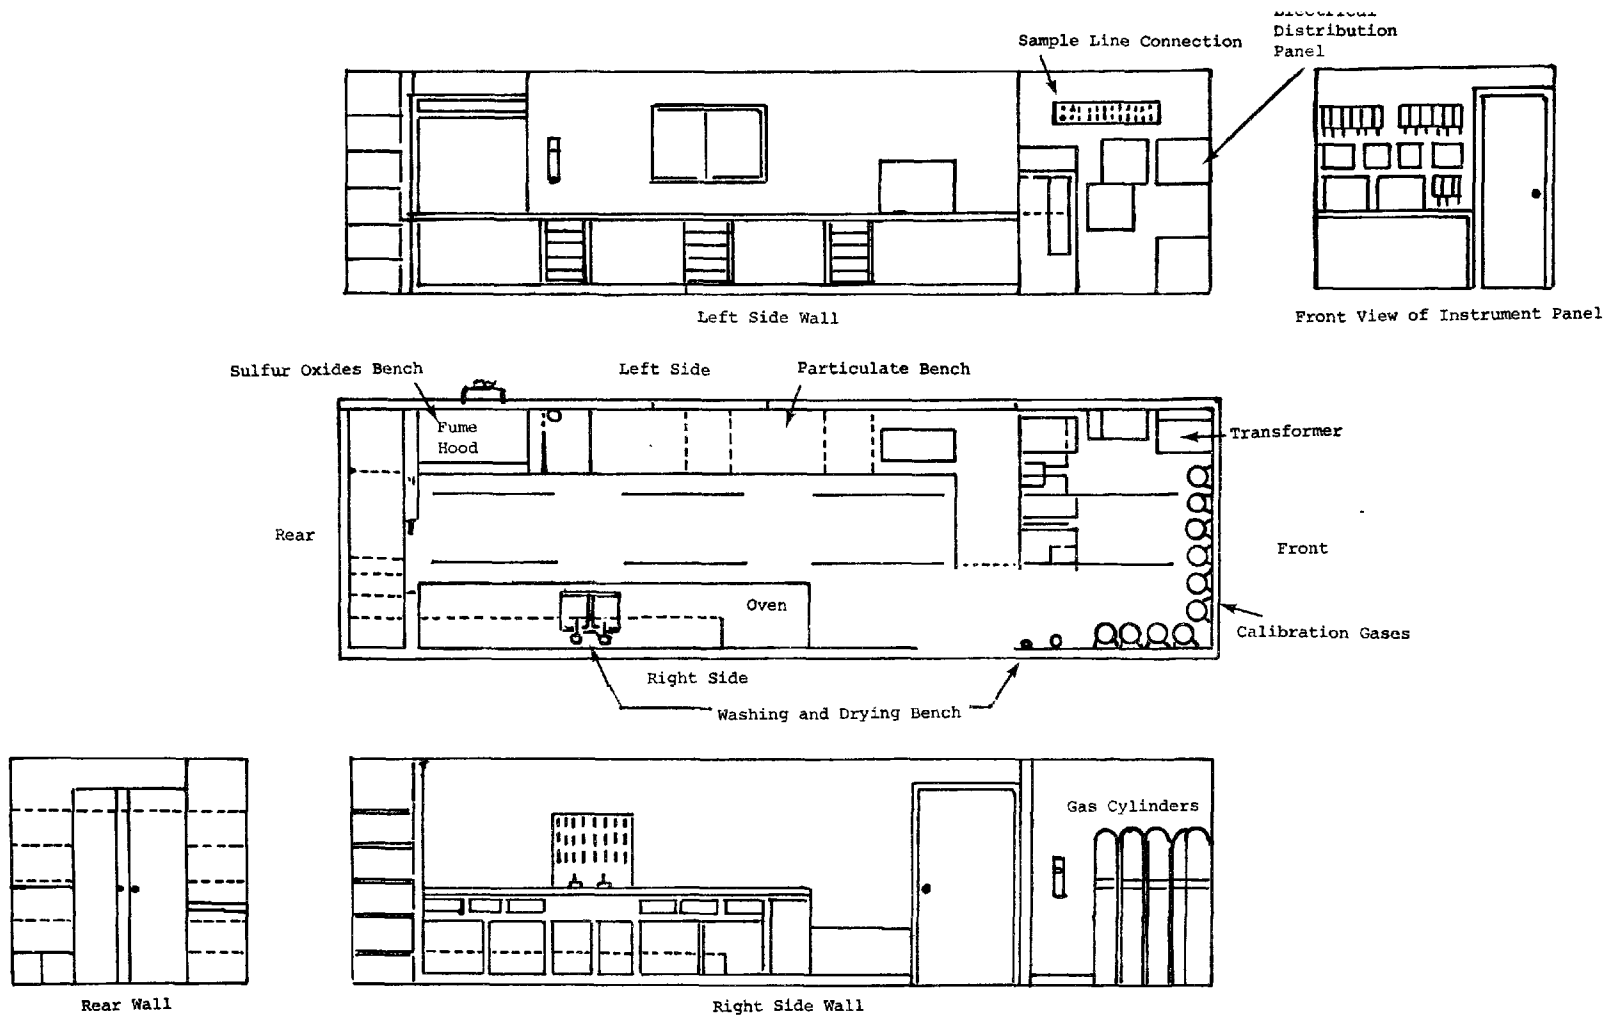 Sample Line Connection
Distribution
Panel
Left Side Wall
Front View of Instrument Panel
Sulfur Oxides Bench
Left Side
Particulate Bench
Fume
Hood
Transformer
Rear
Front
Oven
Calibration Gases
Right Side
Washing and Drying Bench
Gas Cylinders
Rear Wall
Right Side Wall